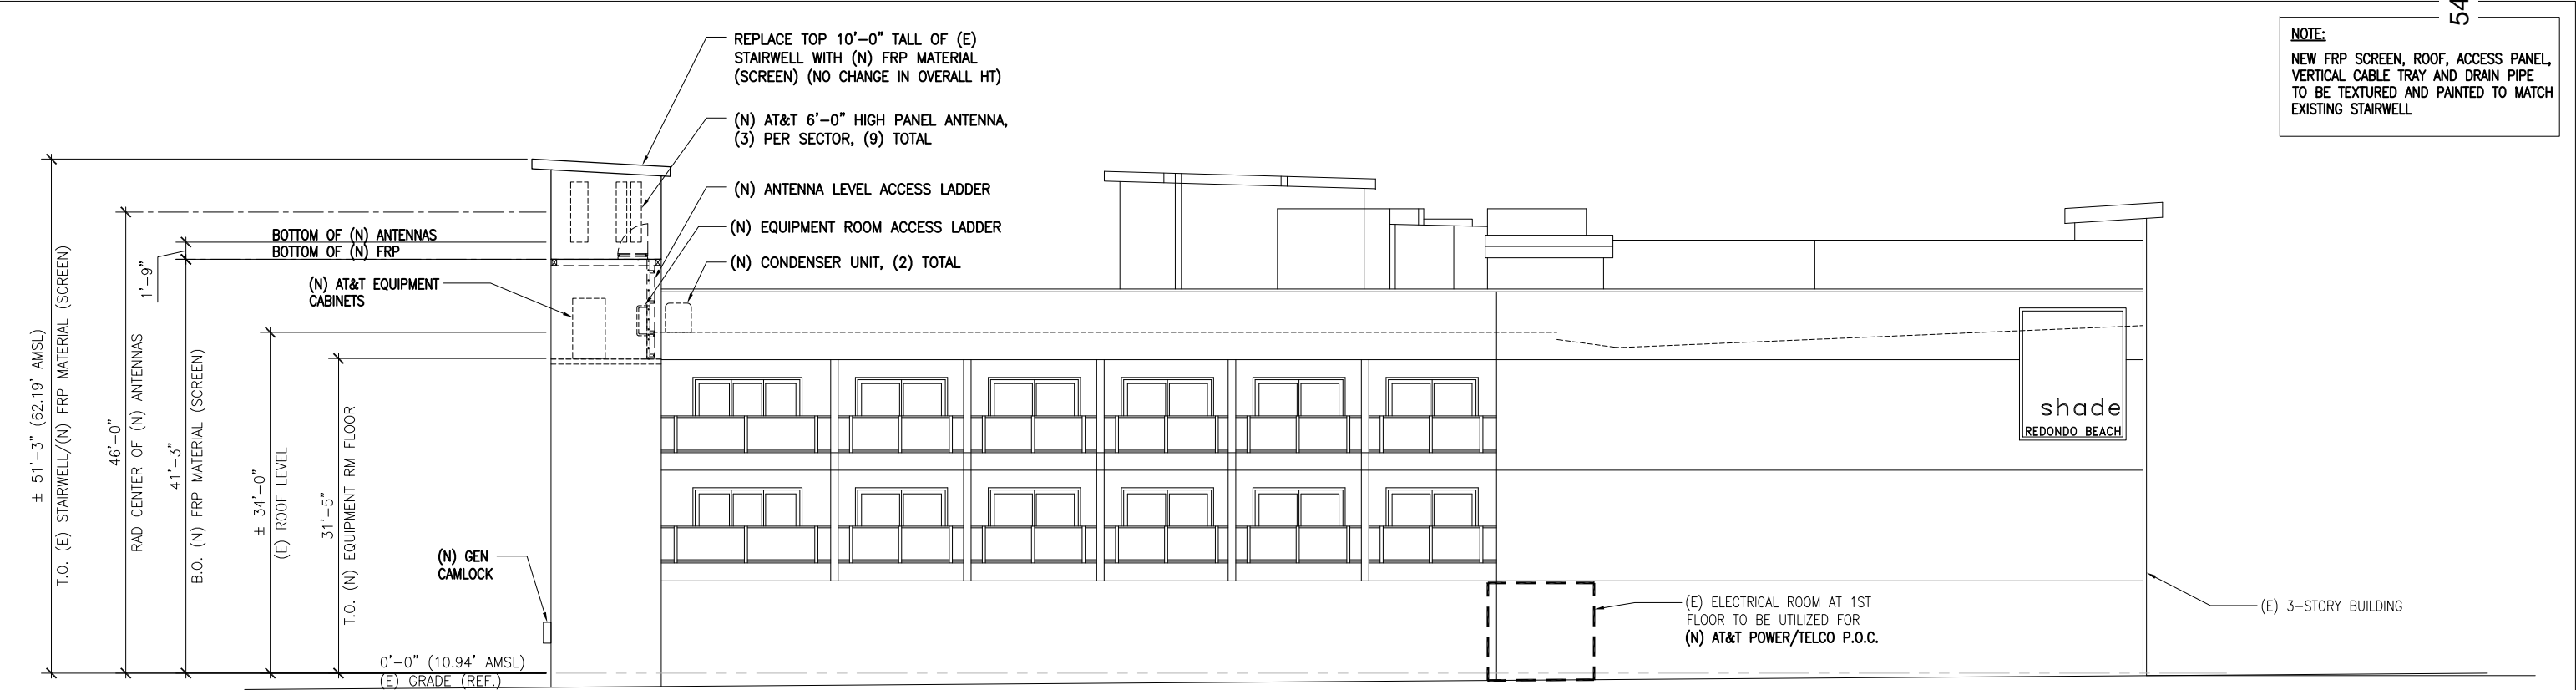 54
NOTE:
NEW FRP SCREEN, ROOF, ACCESS PANEL,
VERTICAL CABLE TRAY AND DRAIN PIPE
TO BE TEXTURED AND PAINTED TO MATCH
EXISTING STAIRWELL
REPLACE TOP 10'-0" TALL OF (E)
STAIRWELL WITH (N) FRP MATERIAL
(SCREEN) (NO CHANGE IN OVERALL HT)
(N) AT&T 6'-0" HIGH PANEL ANTENNA,
(3) PER SECTOR, (9) TOTAL
(N) ANTENNA LEVEL ACCESS LADDER
(N) EQUIPMENT ROOM ACCESS LADDER
(N) CONDENSER UNIT, (2) TOTAL
BOTTOM OF (N) ANTENNAS
BOTTOM OF (N) FRP
(N) AT&T EQUIPMENT
CABINETS
± 51'-3" (62.19' AMSL)
T.O. (E) STAIRWELL/(N) FRP MATERIAL (SCREEN)
46'-0"
RAD CENTER OF (N) ANTENNAS
1'-9"
41'-3"
B.O. (N) FRP MATERIAL (SCREEN)
± 34'-0"
(E) ROOF LEVEL
31'-5"
T.O. (N) EQUIPMENT RM FLOOR
(N) GEN
CAMLOCK
0'-0" (10.94' AMSL)
(E) GRADE (REF.)
shade
REDONDO BEACH
(E) ELECTRICAL ROOM AT 1ST
FLOOR TO BE UTILIZED FOR
(N) AT&T POWER/TELCO P.O.C.
(E) 3-STORY BUILDING